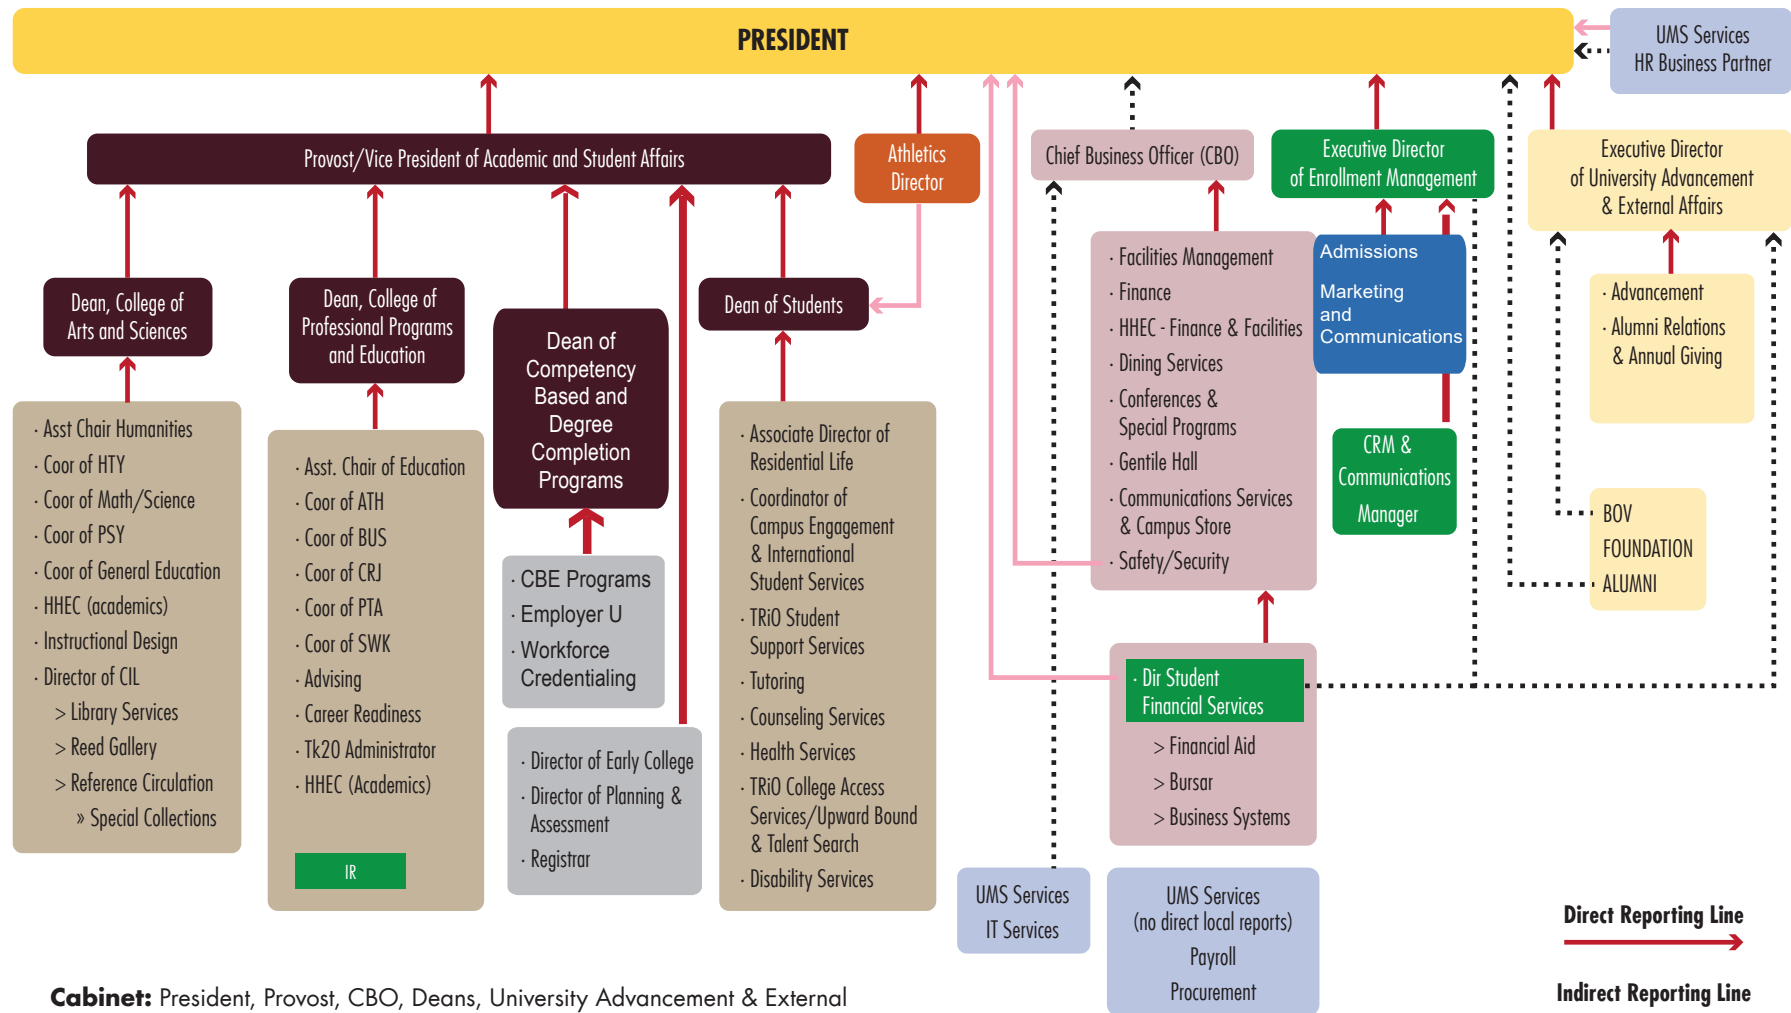 PRESIDENT
UMS Services
HR Business Partner
Provost/Vice President of Academic and Student Affairs
Athletics
Director
Chief Business Officer (CBO)
Executive Director
of Enrollment Management
Executive Director
of University Advancement
& External Affairs
Dean, College of
Arts and Sciences
Dean, College of
Professional Programs
and Education
Dean of
Competency
Based and
Degree
Completion
Programs
Dean of Students
· Asst Chair Humanities
· Coor of HTY
· Coor of Math/Science
· Coor of PSY
· Coor of General Education
· HHEC (academics)
· Instructional Design
· Director of CIL
> Library Services
> Reed Gallery
> Reference Circulation
» Special Collections
· Asst. Chair of Education
· Coor of ATH
· Coor of BUS
· Coor of CRJ
· Coor of PTA
· Coor of SWK
· Advising
· Career Readiness
· Tk20 Administrator
· HHEC (Academics)
IR
· CBE Programs
· Employer U
· Workforce
Credentialing
· Director of Early College
· Director of Planning &
Assessment
· Registrar
· Associate Director of
Residential Life
· Coordinator of
Campus Engagement
& International
Student Services
· TRiO Student
Support Services
· Tutoring
· Counseling Services
· Health Services
· TRiO College Access
Services/Upward Bound
& Talent Search
· Disability Services
· Facilities Management
· Finance
· HHEC - Finance & Facilities
· Dining Services
· Conferences &
Special Programs
· Gentile Hall
· Communications Services
& Campus Store
· Safety/Security
· Dir Student
Financial Services
> Financial Aid
> Bursar
> Business Systems
Admissions
Marketing
and
Communications
CRM &
Communications
Manager
· Advancement
· Alumni Relations
& Annual Giving
BOV
FOUNDATION
ALUMNI
UMS Services
IT Services
UMS Services
(no direct local reports)
Payroll
Procurement
Direct Reporting Line
Indirect Reporting Line
Cabinet: President, Provost, CBO, Deans, University Advancement & External